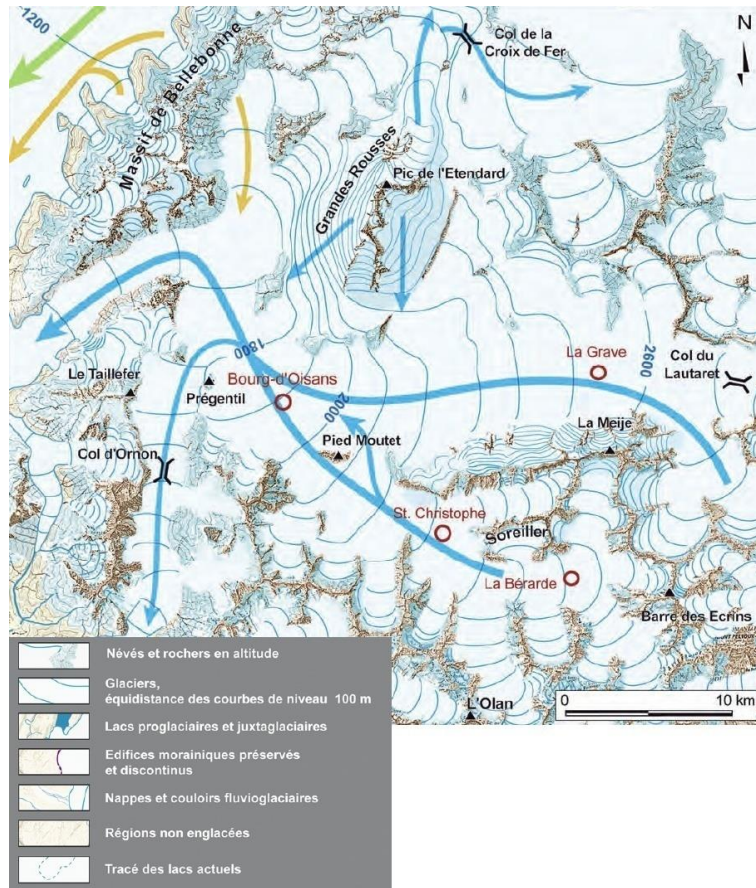 1200
N
Col de la
Croix de Fer
Massif de Bellebonne
Grandes Rousses
Pic de l'Etendard
1800
Le Taillefer
Prégentil
Bourg-d'Oisans
2000
La Grave
2600
Col du
Lautaret
Col d'Ornon
Pied Moutet
La Meije
St. Christophe
Soreiller
La Bérarde
Barre des Ecrins
L'Olan
0
10 km
Névés et rochers en altitude
Glaciers,
équidistance des courbes de niveau 100 m
Lacs proglaciaires et juxtaglaciaires
Edifices morainiques préservés
et discontinus
Nappes et couloirs fluvioglaciaires
Régions non englacées
Tracé des lacs actuels